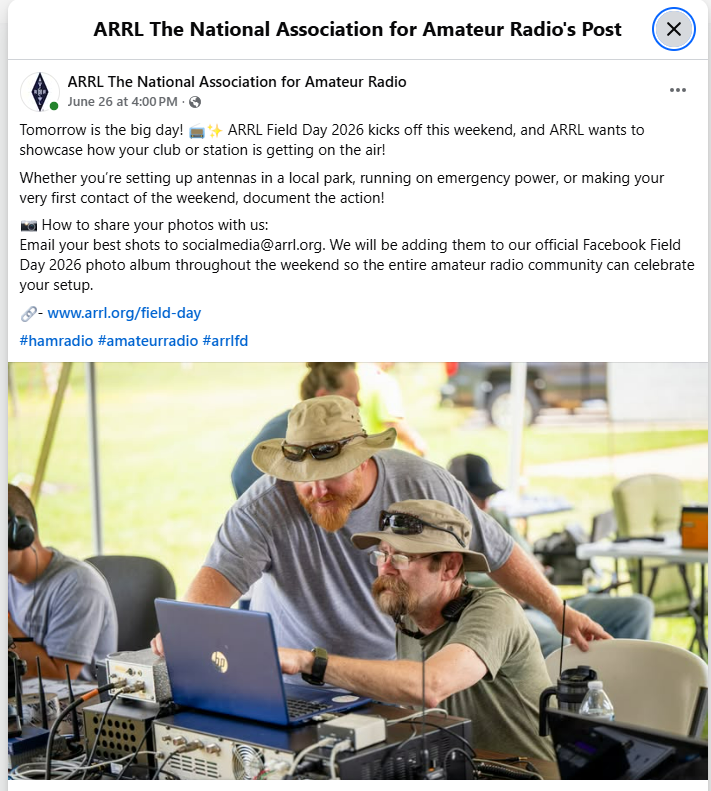 ARRL The National Association for Amateur Radio's Post
ARRL The National Association for Amateur Radio
June 26 at 4:00 PM ·
Tomorrow is the big day! 📻✨ ARRL Field Day 2026 kicks off this weekend, and ARRL wants to
showcase how your club or station is getting on the air!
Whether you’re setting up antennas in a local park, running on emergency power, or making your
very first contact of the weekend, document the action!
📷 How to share your photos with us:
Email your best shots to socialmedia@arrl.org. We will be adding them to our official Facebook Field
Day 2026 photo album throughout the weekend so the entire amateur radio community can celebrate
your setup.
🔗- www.arrl.org/field-day
#hamradio #amateurradio #arrlfd
hp